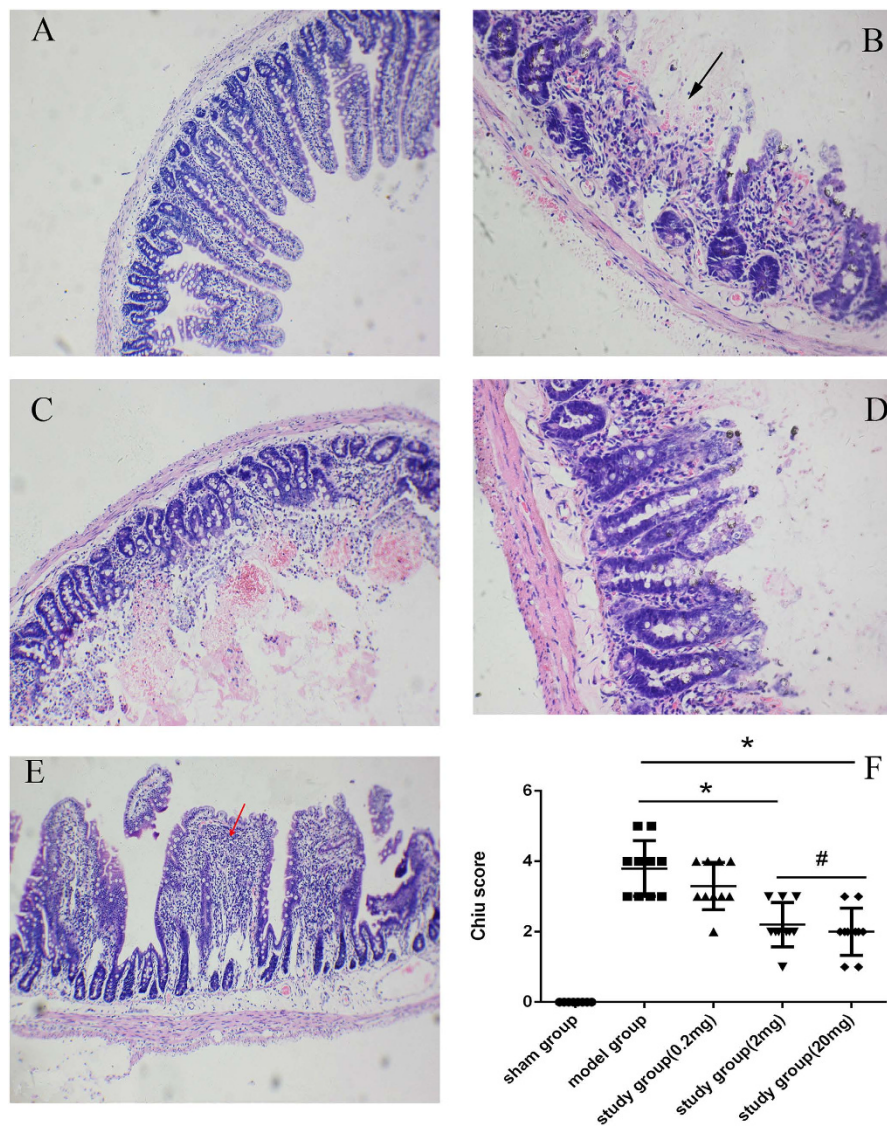 A
B
C
D
E
F
*
*
#
Chiu score
6
4
2
0
sham group
model group
study group(0.2mg)
study group(2mg)
study group(20mg)